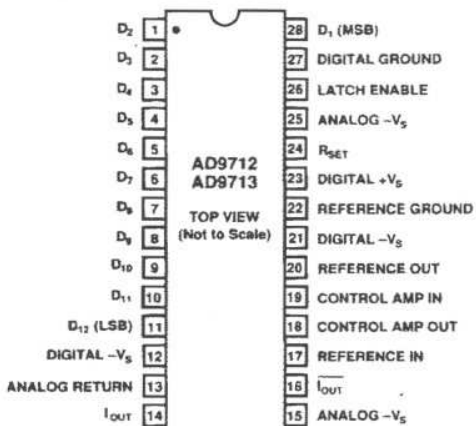 D2 1 28 D1 (MSB)
D3 2 27 DIGITAL GROUND
D4 3 26 LATCH ENABLE
D5 4 25 ANALOG –VS
D6 5 24 RSET
D7 6 23 DIGITAL +VS
D8 7 22 REFERENCE GROUND
D9 8 21 DIGITAL –VS
D10 9 20 REFERENCE OUT
D11 10 19 CONTROL AMP IN
D12 (LSB) 11 18 CONTROL AMP OUT
DIGITAL –VS 12 17 REFERENCE IN
ANALOG RETURN 13 16 IOUT
IOUT 14 15 ANALOG –VS
AD9712
AD9713
TOP VIEW
(Not to Scale)